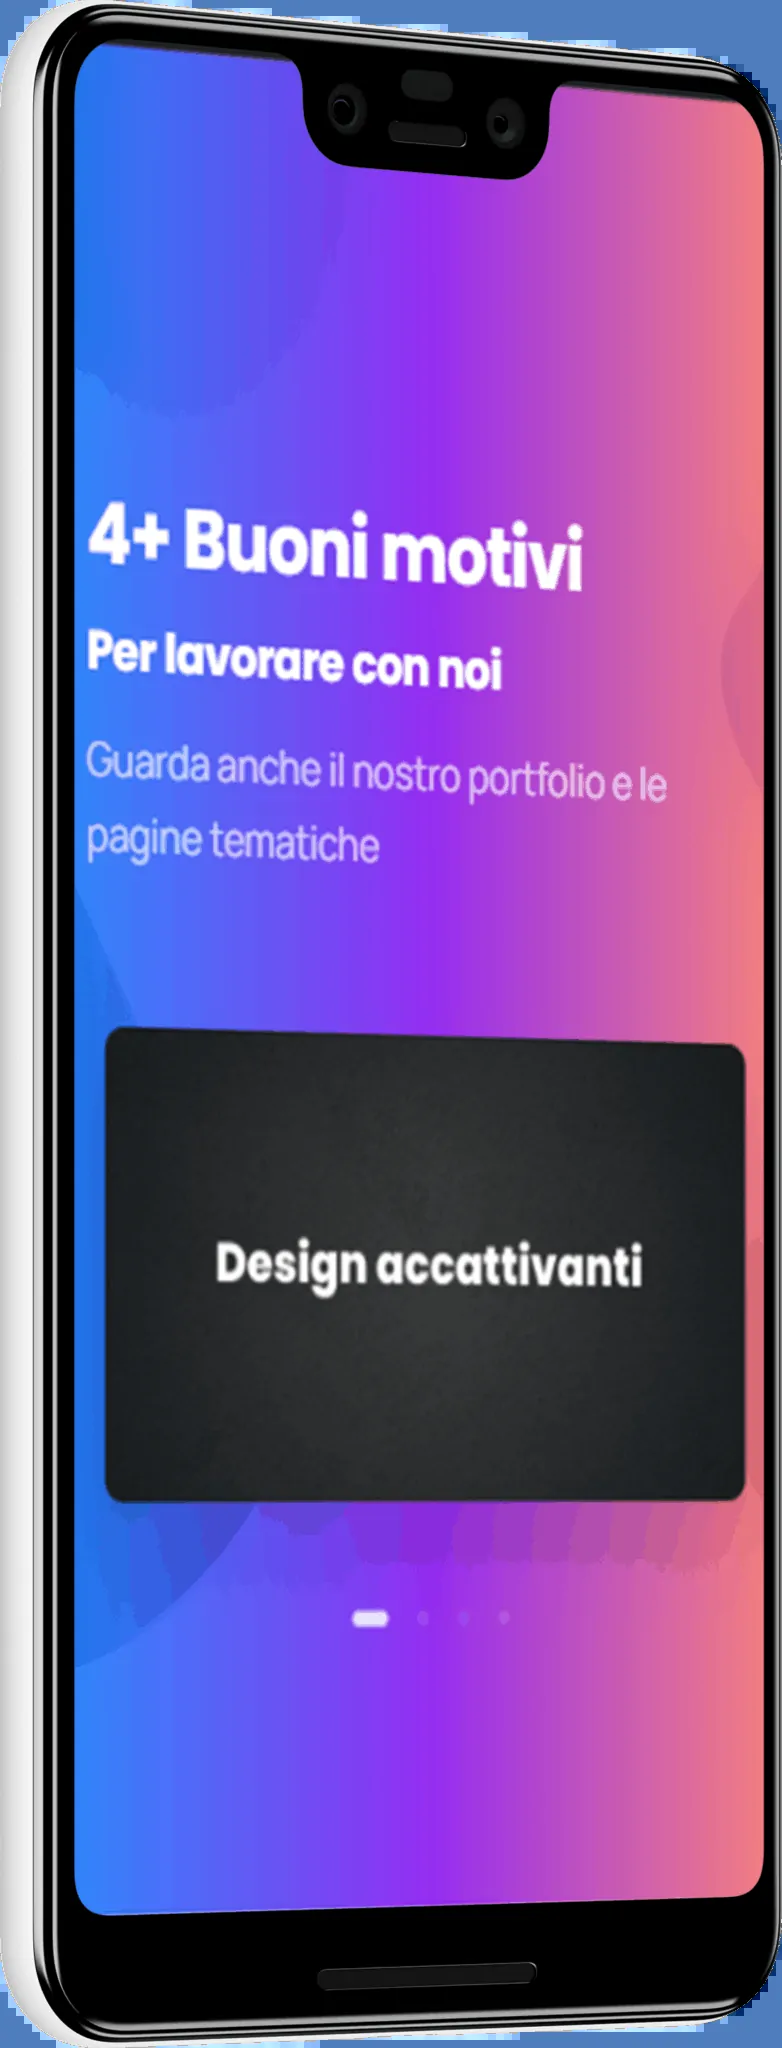 4+ Buoni motivi
Per lavorare con noi
Guarda anche il nostro portfolio e le
pagine tematiche
Design accattivanti